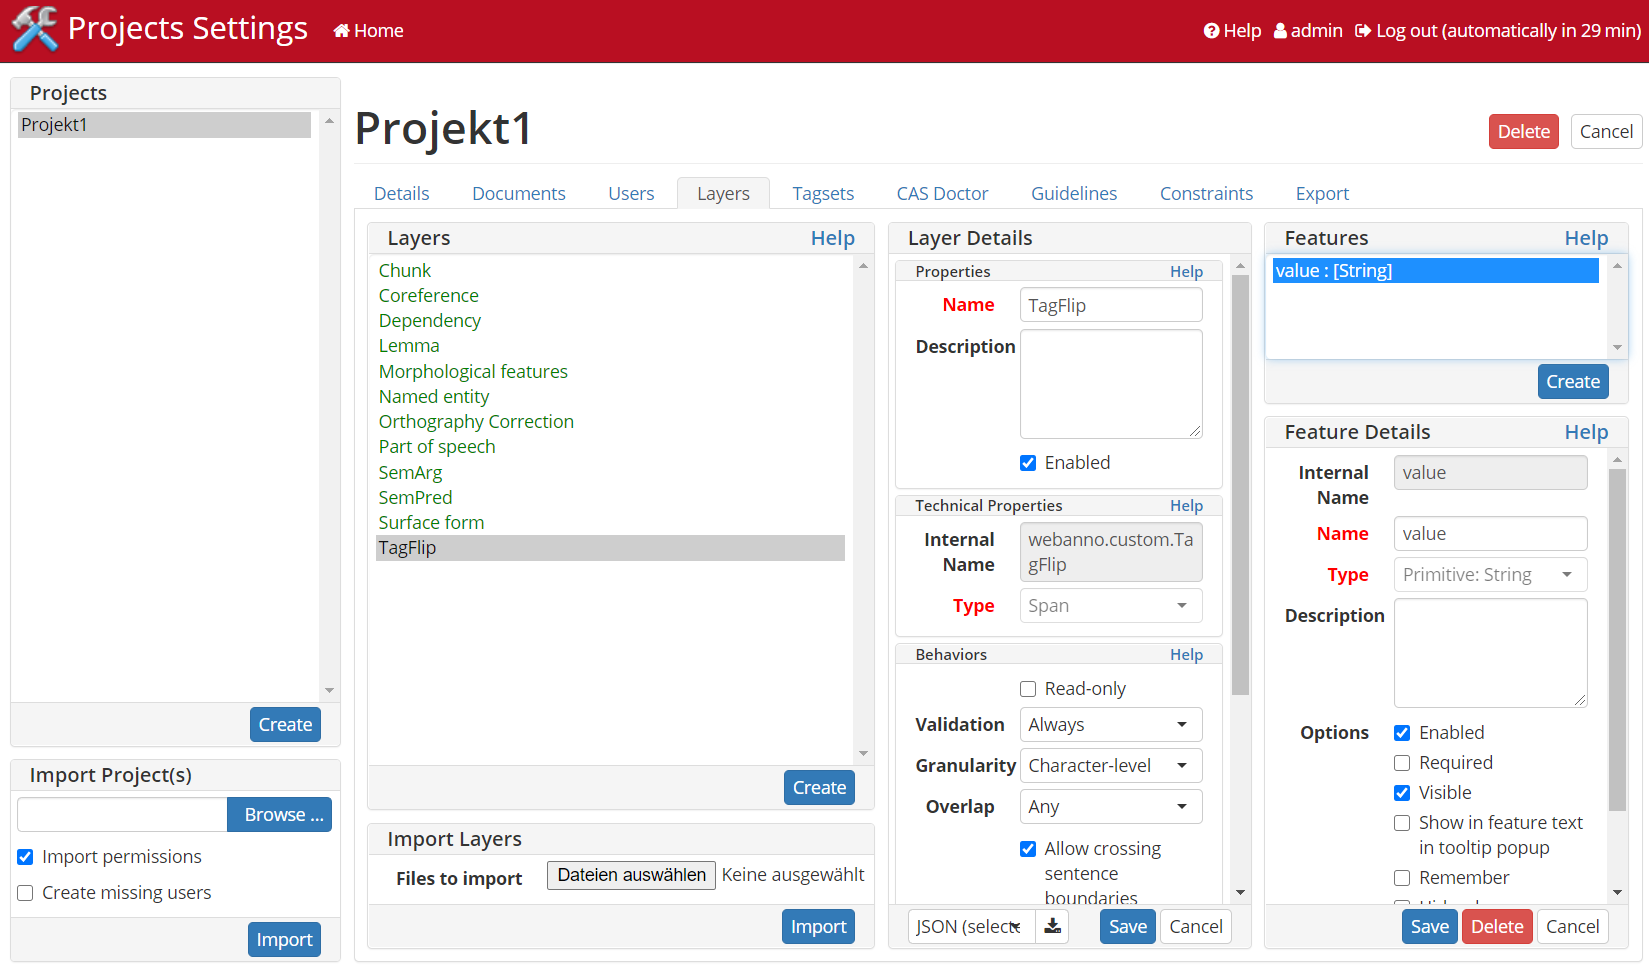 Projects Settings
Home
Help
admin
Log out (automatically in 29 min)
Projects
Projekt1
Create
Import Project(s)
Browse ...
Import permissions
Create missing users
Import
Projekt1
Delete
Cancel
Details
Documents
Users
Layers
Tagsets
CAS Doctor
Guidelines
Constraints
Export
Layers
Help
Chunk
Coreference
Dependency
Lemma
Morphological features
Named entity
Orthography Correction
Part of speech
SemArg
SemPred
Surface form
TagFlip
Create
Import Layers
Files to import
Dateien auswählen
Keine ausgewählt
Import
Layer Details
Properties
Help
Name
TagFlip
Description
Enabled
Technical Properties
Help
Internal
Name
webanno.custom.Ta
gFlip
Type
Span
Behaviors
Help
Read-only
Validation
Always
Granularity
Character-level
Overlap
Any
Allow crossing
sentence
boundaries
JSON (select
Save
Cancel
Features
Help
value : [String]
Create
Feature Details
Help
Internal
Name
value
Name
value
Type
Primitive: String
Description
Options
Enabled
Required
Visible
Show in feature text
in tooltip popup
Remember
Save
Delete
Cancel